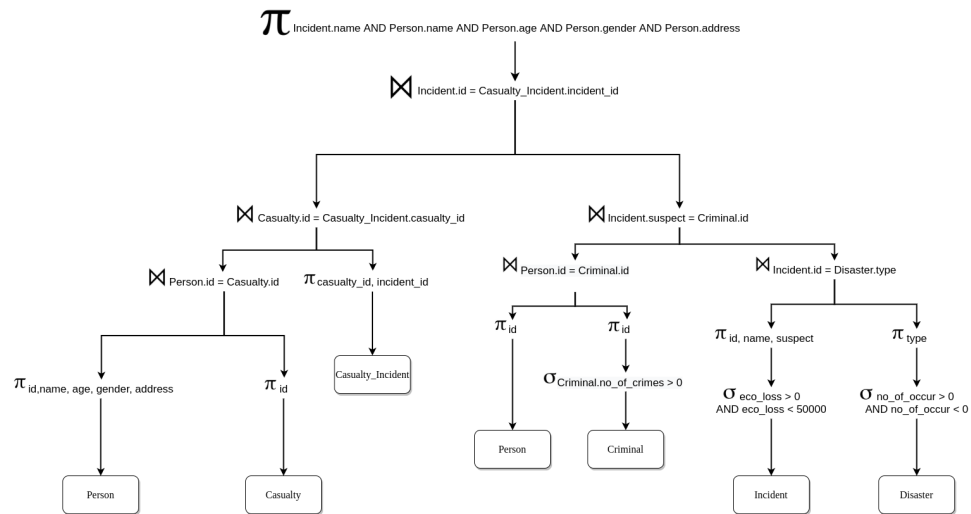 π Incident.name AND Person.name AND Person.age AND Person.gender AND Person.address
⋈ Incident.id = Casualty_Incident.incident_id
⋈ Casualty.id = Casualty_Incident.casualty_id
⋈ Incident.suspect = Criminal.id
⋈ Person.id = Casualty.id
π casualty_id, incident_id
⋈ Person.id = Criminal.id
⋈ Incident.id = Disaster.type
π id
π id
π id, name, suspect
π type
Casualty_Incident
π id,name, age, gender, address
π id
σ Criminal.no_of_crimes > 0
σ eco_loss > 0
AND eco_loss < 50000
σ no_of_occur > 0
AND no_of_occur < 0
Person
Criminal
Person
Casualty
Incident
Disaster